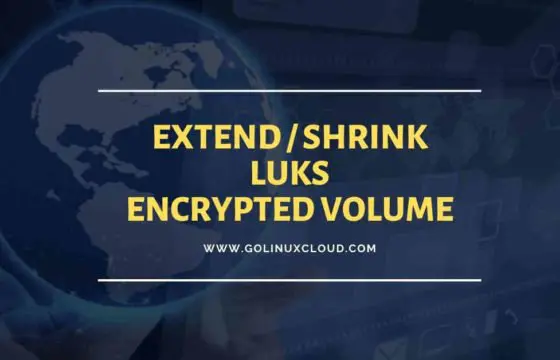 EXTEND / SHRINK
LUKS
ENCRYPTED VOLUME
WWW.GOLINUXCLOUD.COM